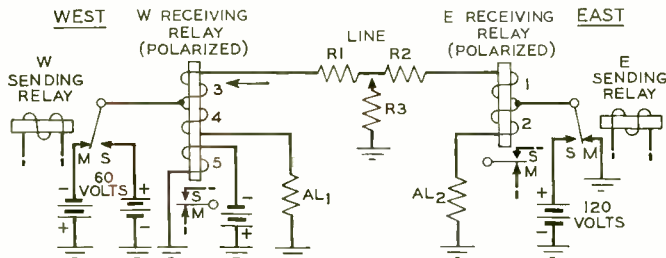 WEST
W RECEIVING
RELAY
(POLARIZED)
LINE
E RECEIVING
RELAY
(POLARIZED)
EAST
W
SENDING
RELAY
R1
R2
R3
E
SENDING
RELAY
3
4
5
1
2
M S
60
VOLTS
- + + -
S
M
- +
AL1
AL2
S
M
S M
+ -
120
VOLTS